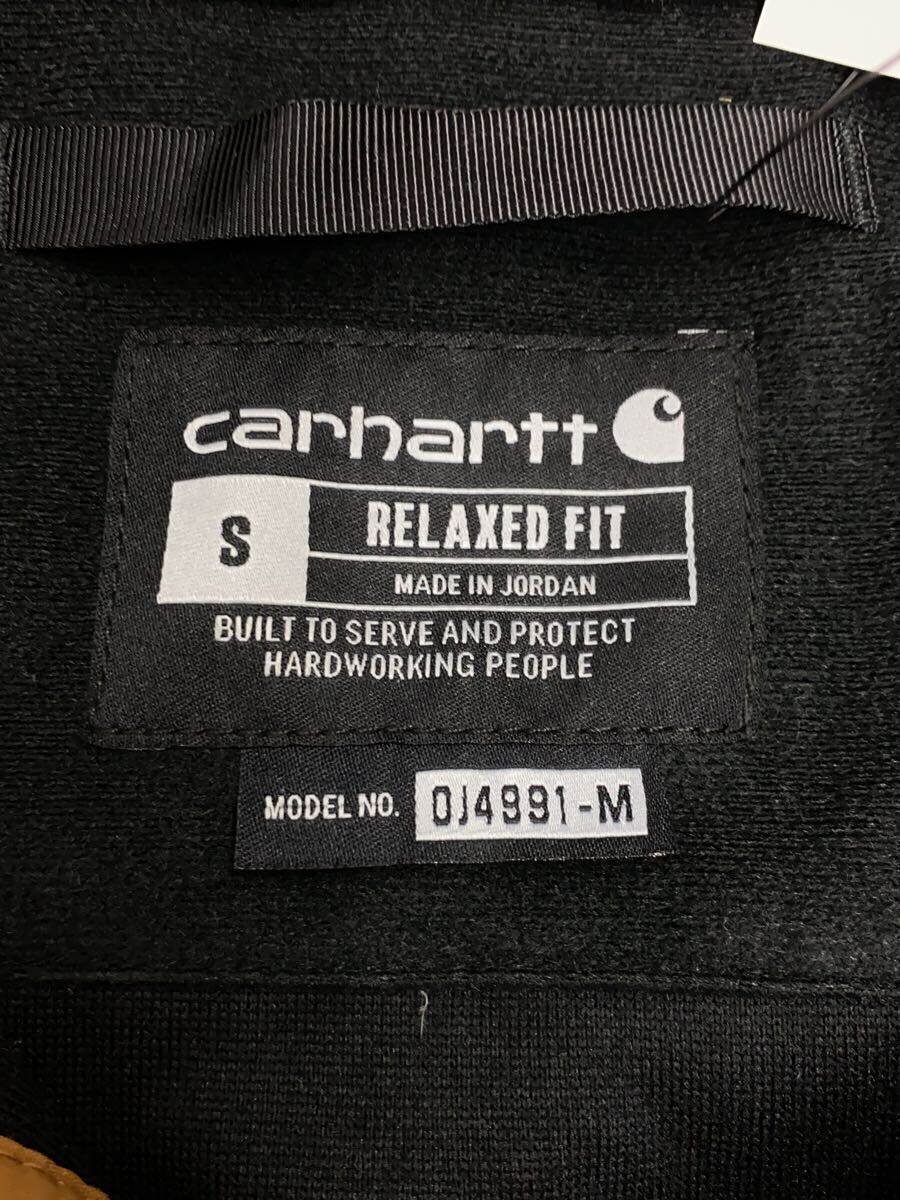 carhartt
S
RELAXED FIT
MADE IN JORDAN
BUILT TO SERVE AND PROTECT
HARDWORKING PEOPLE
MODEL NO. OJ4991-M